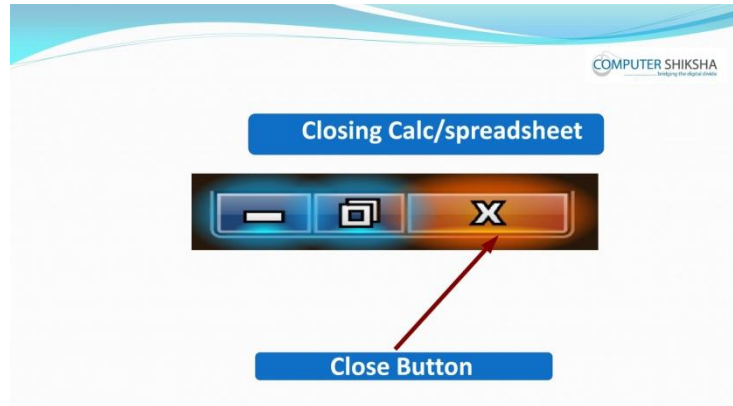 COMPUTER SHIKSHA
bridging the digital divide
Closing Calc/spreadsheet
X
Close Button